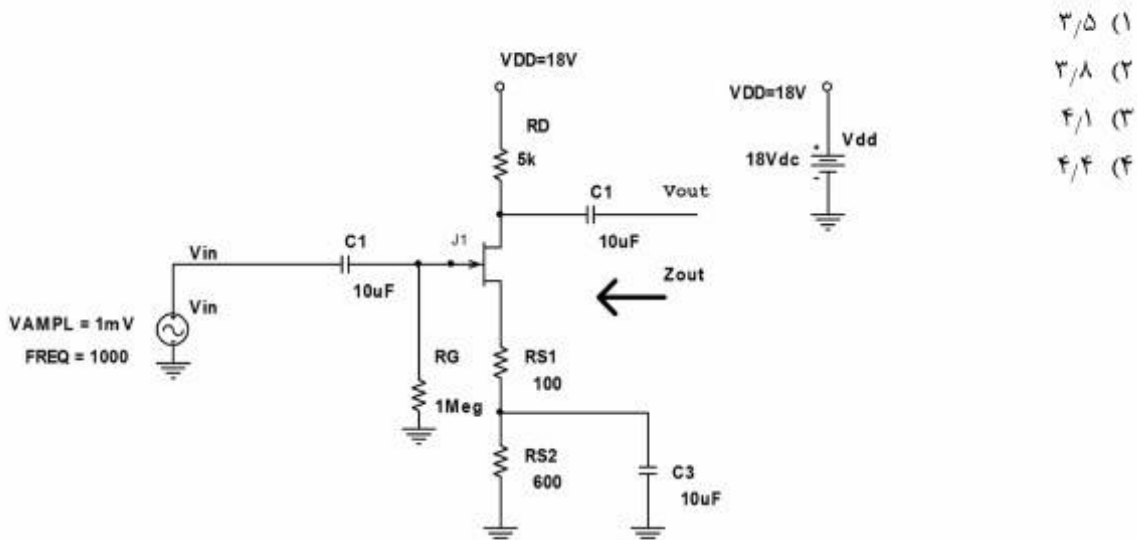 ۱) ۳٫۵
۲) ۳٫۸
۳) ۴٫۱
۴) ۴٫۴
VDD=18V
RD
5k
VDD=18V
Vdd
18Vdc
+
-
C1
10uF
Vout
J1
C1
10uF
Vin
Vin
Zout
VAMPL = 1mV
FREQ = 1000
RG
1Meg
RS1
100
RS2
600
C3
10uF